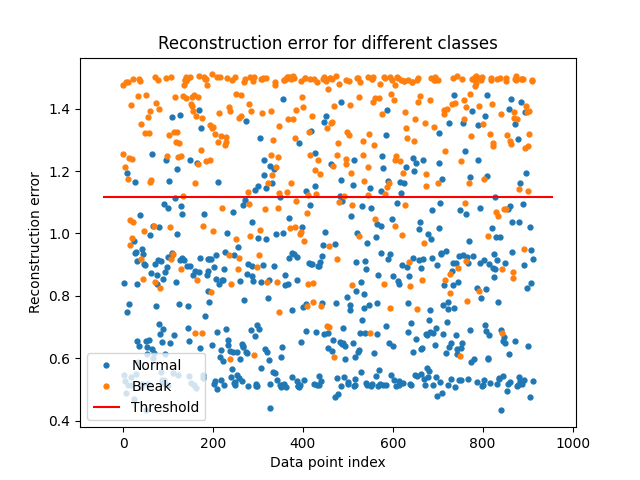 Reconstruction error for different classes
Reconstruction error
1.4
1.2
1.0
0.8
0.6
0.4
Normal
Break
Threshold
0 200 400 600 800 1000
Data point index